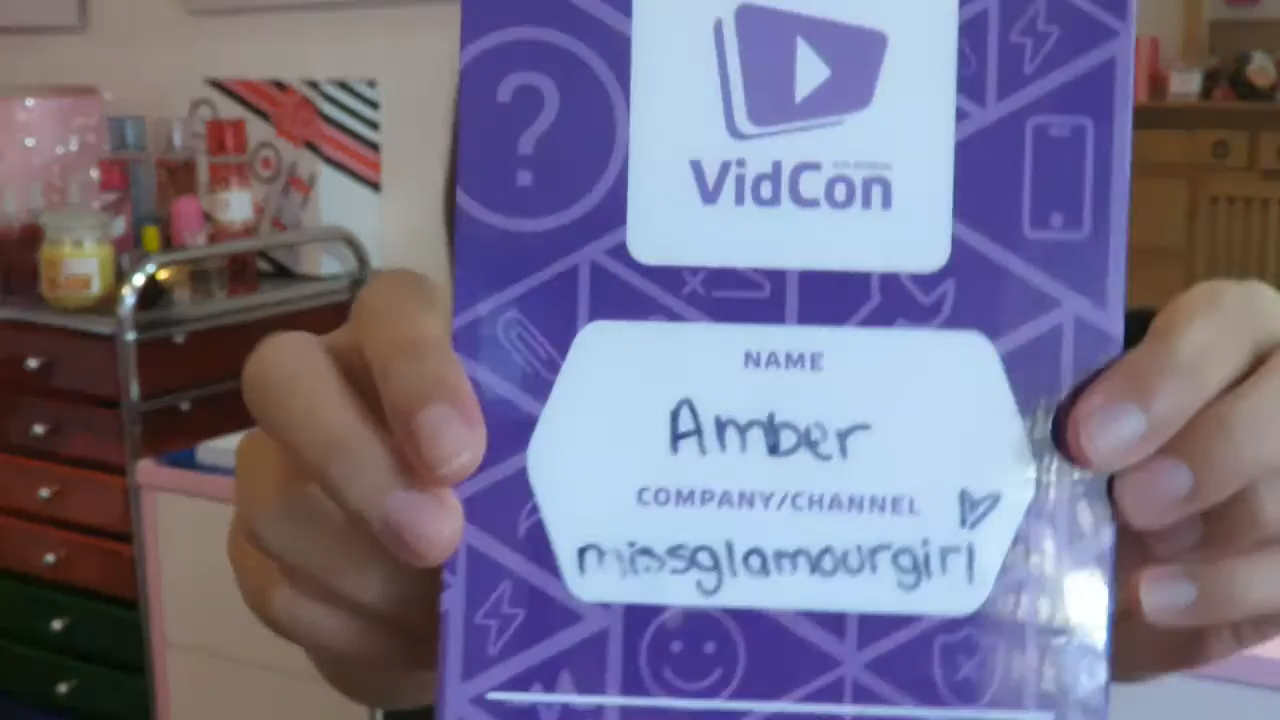 ?
VidCon
NAME
Amber
COMPANY/CHANNEL
missglamourgirl